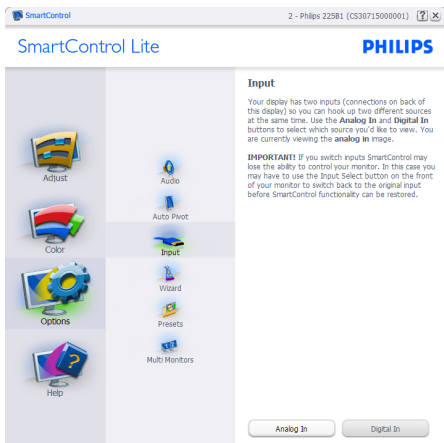 SmartControl
2 - Philips 225B1 (CS30715000001)
? X
SmartControl Lite
PHILIPS
Adjust
Color
Options
Help
Audio
Auto Pivot
Input
Wizard
Presets
Multi Monitors
Input
Your display has two inputs (connections on back of
this display) so you can hook up two different sources
at the same time. Use the Analog In and Digital In
buttons to select which source you'd like to view. You
are currently viewing the analog in image.
IMPORTANT! If you switch inputs SmartControl may
lose the ability to control your monitor. In this case you
may have to use the Input Select button on the front
of your monitor to switch back to the original input
before SmartControl functionality can be restored.
Analog In
Digital In